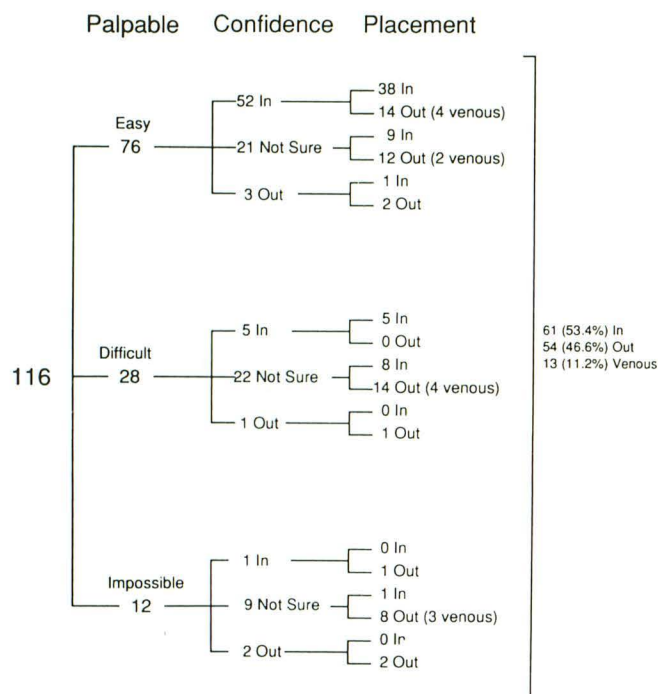 Palpable Confidence Placement
38 In
52 In
14 Out (4 venous)
Easy
9 In
76
21 Not Sure
12 Out (2 venous)
1 In
3 Out
2 Out
5 In
5 In
0 Out
61 (53.4%) In
Difficult
8 In
54 (46.6%) Out
116
28
22 Not Sure
13 (11.2%) Venous
14 Out (4 venous)
0 In
1 Out
1 Out
0 In
1 In
1 Out
Impossible
1 In
12
9 Not Sure
8 Out (3 venous)
0 In
2 Out
2 Out